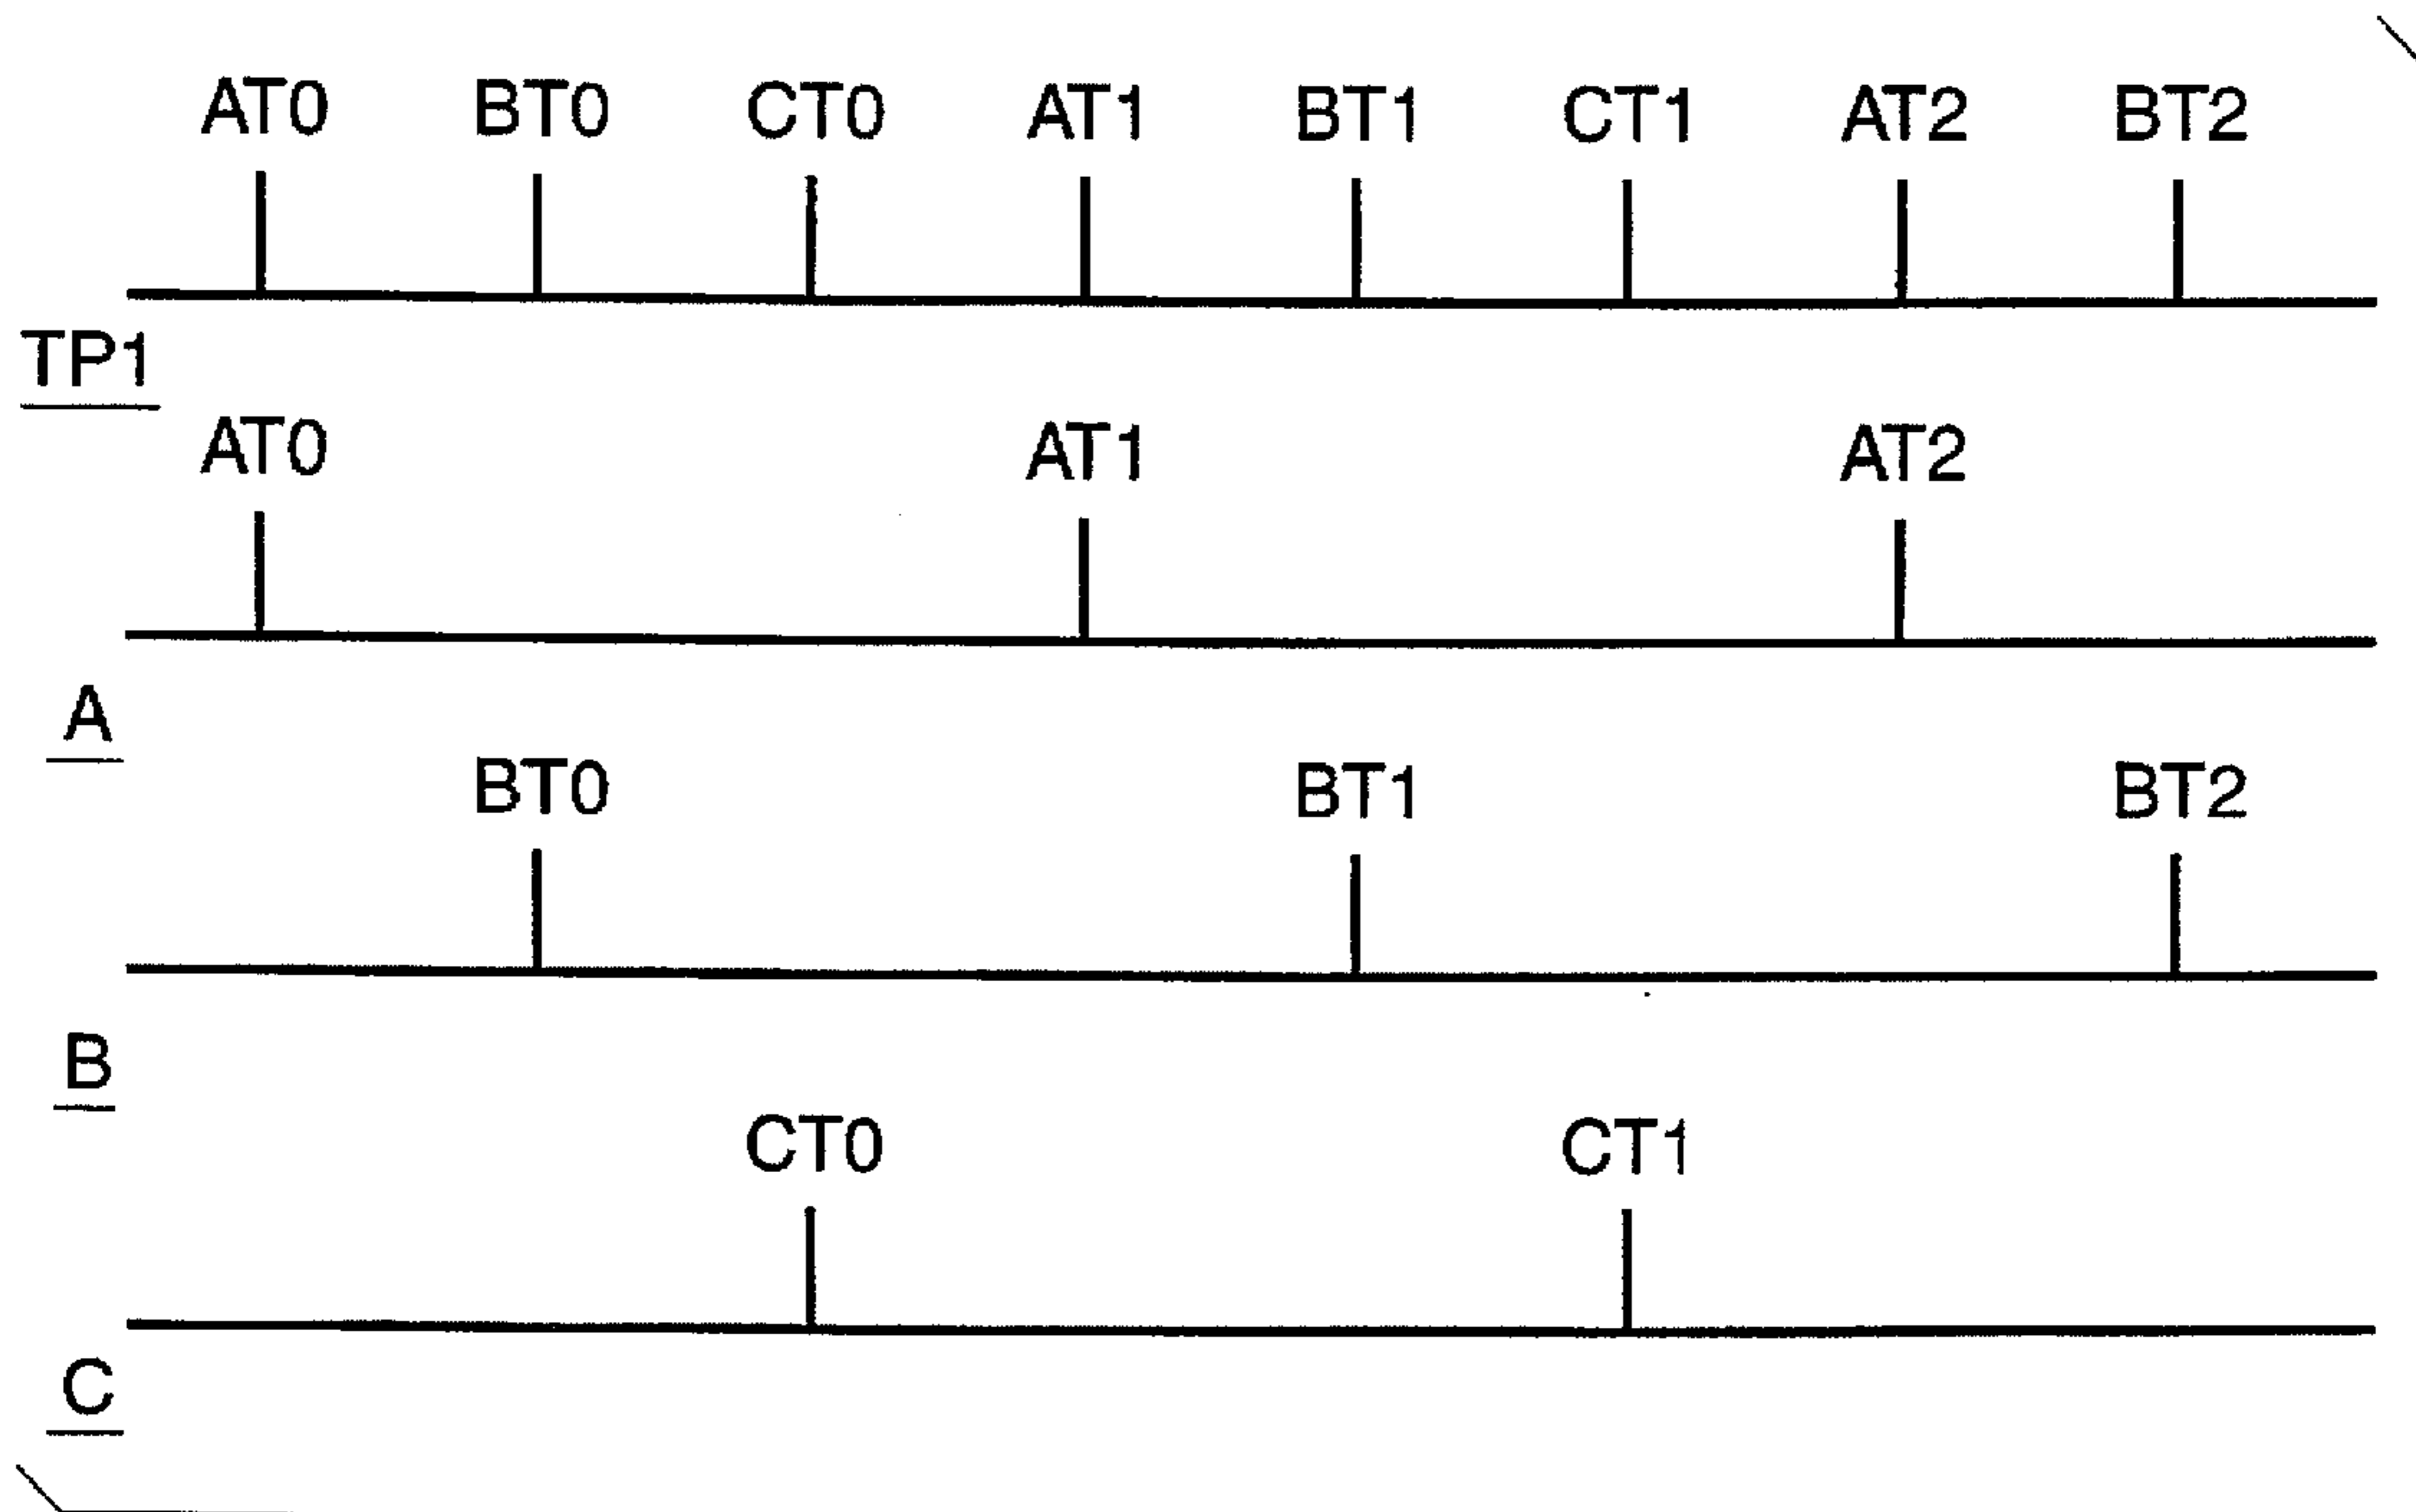 AT0 BT0 CT0 AT1 BT1 CT1 AT2 BT2
TP1
AT0 AT1 AT2
A
BT0 BT1 BT2
B
CT0 CT1
C